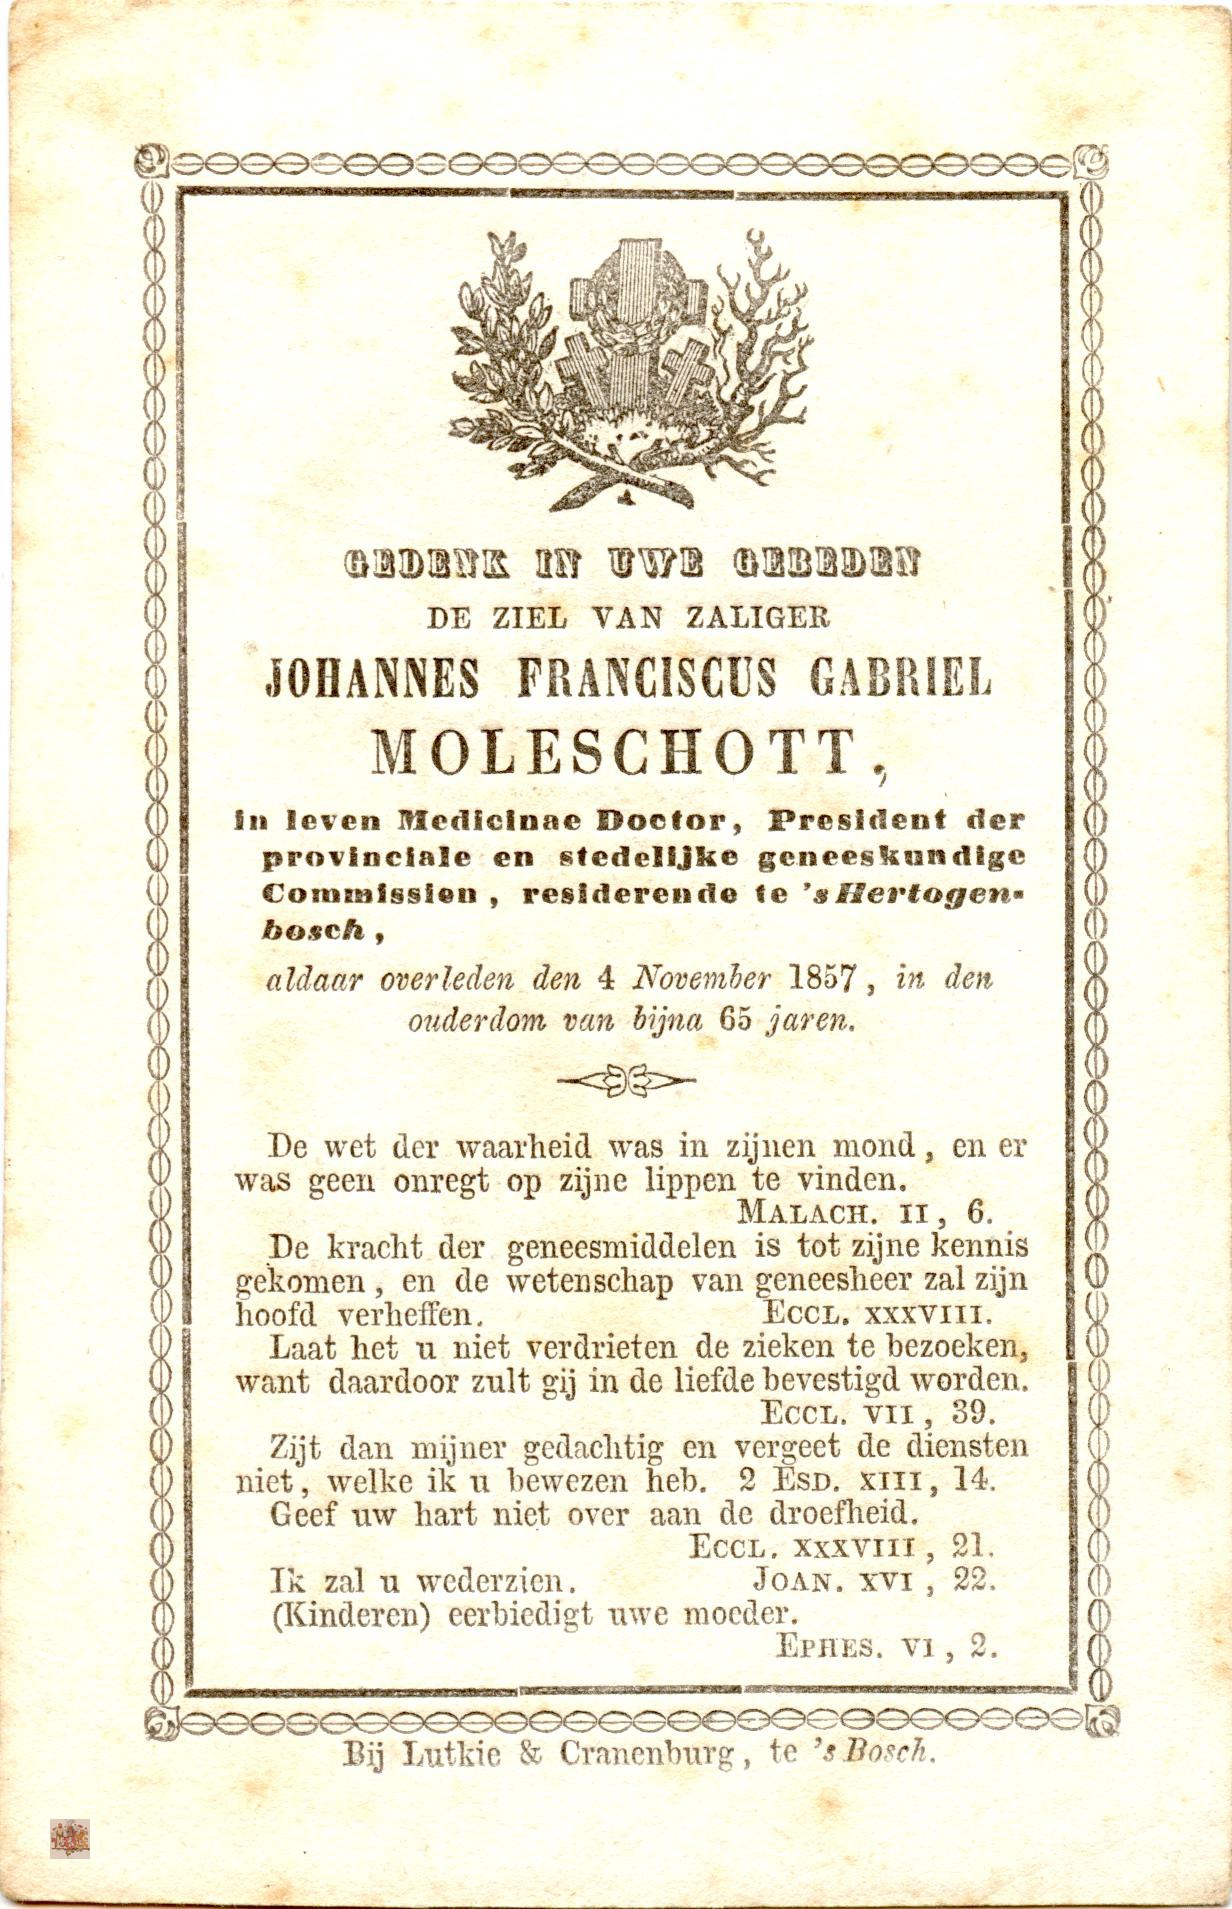 GEDENK IN UWE GEBEDEN
DE ZIEL VAN ZALIGER
JOHANNES FRANCISCUS GABRIEL
MOLESCHOTT,
in leven Medicinae Doctor, President der
provinciale en stedelijke geneeskundige
Commissien, residerende te 's Hertogen-
bosch,
aldaar overleden den 4 November 1857, in den
ouderdom van bijna 65 jaren.
De wet der waarheid was in zijnen mond, en er
was geen onregt op zijne lippen te vinden.
MALACH. II, 6.
De kracht der geneesmiddelen is tot zijne kennis
gekomen, en de wetenschap van geneesheer zal zijn
hoofd verheffen. ECCL. XXXVIII.
Laat het u niet verdrieten de zieken te bezoeken,
want daardoor zult gij in de liefde bevestigd worden.
ECCL. VII, 39.
Zijt dan mijner gedachtig en vergeet de diensten
niet, welke ik u bewezen heb. 2 ESD. XIII, 14.
Geef uw hart niet over aan de droefheid.
ECCL. XXXVIII, 21.
Ik zal u wederzien. JOAN. XVI, 22.
(Kinderen) eerbiedigt uwe moeder.
EPHES. VI, 2.
Bij Lutkie & Cranenburg, te 's Bosch.